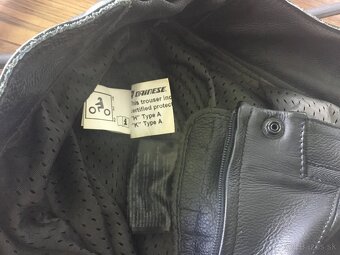 DAINESE
This trouser inc
certified protect
"H" Type A
"K" Type A